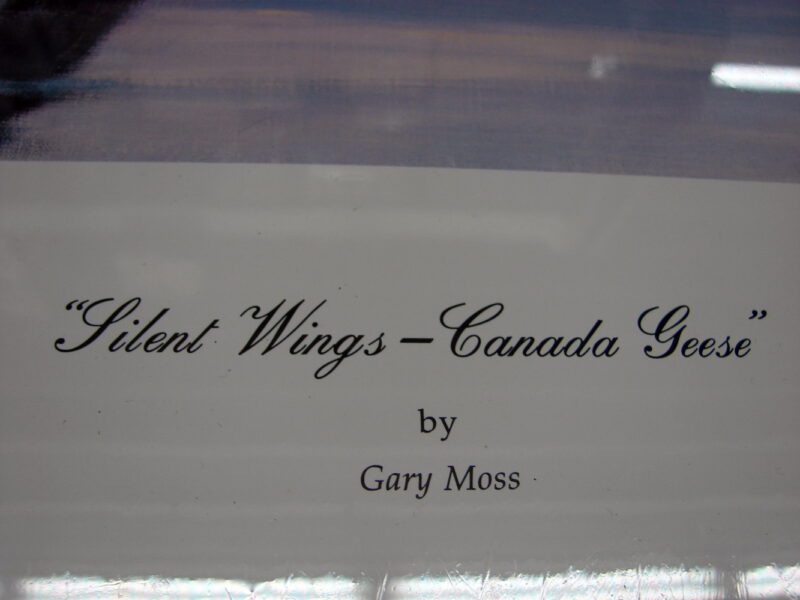 “Silent Wings – Canada Geese”
by
Gary Moss